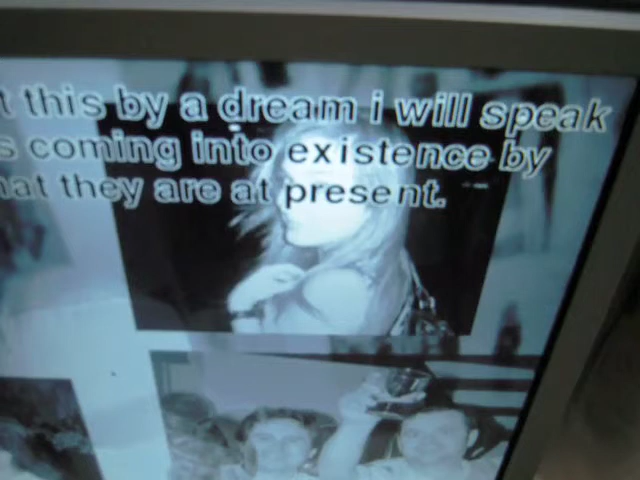 this by a dream i will speak
coming into existence by
they are at present.